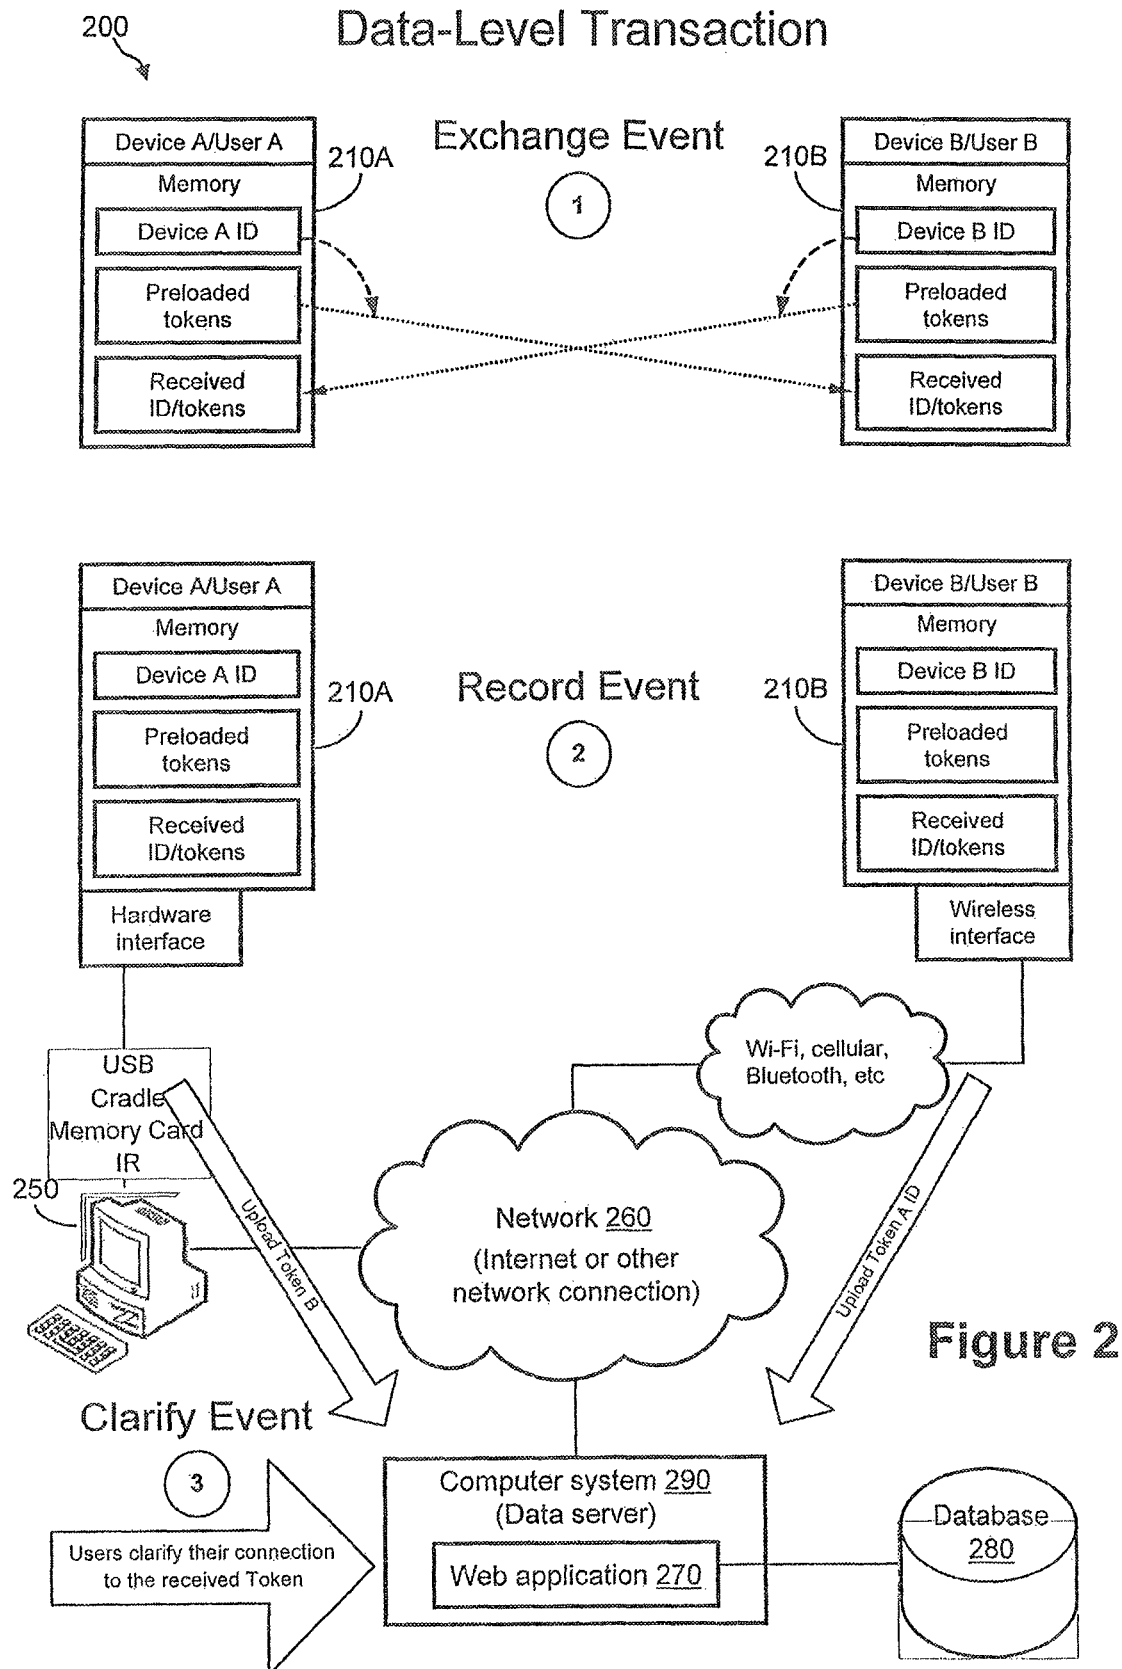 200
Data-Level Transaction
Device A/User A
Memory
Device A ID
Preloaded
tokens
Received
ID/tokens
210A
Exchange Event
1
210B
Device B/User B
Memory
Device B ID
Preloaded
tokens
Received
ID/tokens
Device A/User A
Memory
Device A ID
Preloaded
tokens
Received
ID/tokens
Hardware
interface
210A
Record Event
2
210B
Device B/User B
Memory
Device B ID
Preloaded
tokens
Received
ID/tokens
Wireless
interface
USB
Cradle
Memory Card
IR
250
Upload Token B
Wi-Fi, cellular,
Bluetooth, etc
Network 260
(Internet or other
network connection)
Upload Token A ID
Figure 2
Clarify Event
3
Users clarify their connection
to the received Token
Computer system 290
(Data server)
Web application 270
Database
280